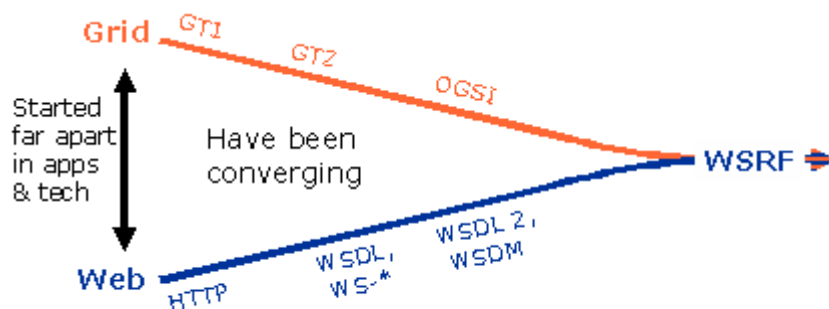 Grid
GT1
GT2
OGSI
Started
far apart
in apps
& tech
Have been
converging
WSRF
Web
HTTP
WSDL,
WS-*
WSDL 2,
WSDM